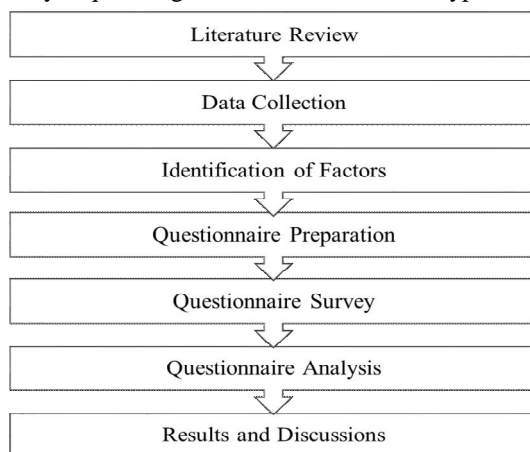 Literature Review
Data Collection
Identification of Factors
Questionnaire Preparation
Questionnaire Survey
Questionnaire Analysis
Results and Discussions